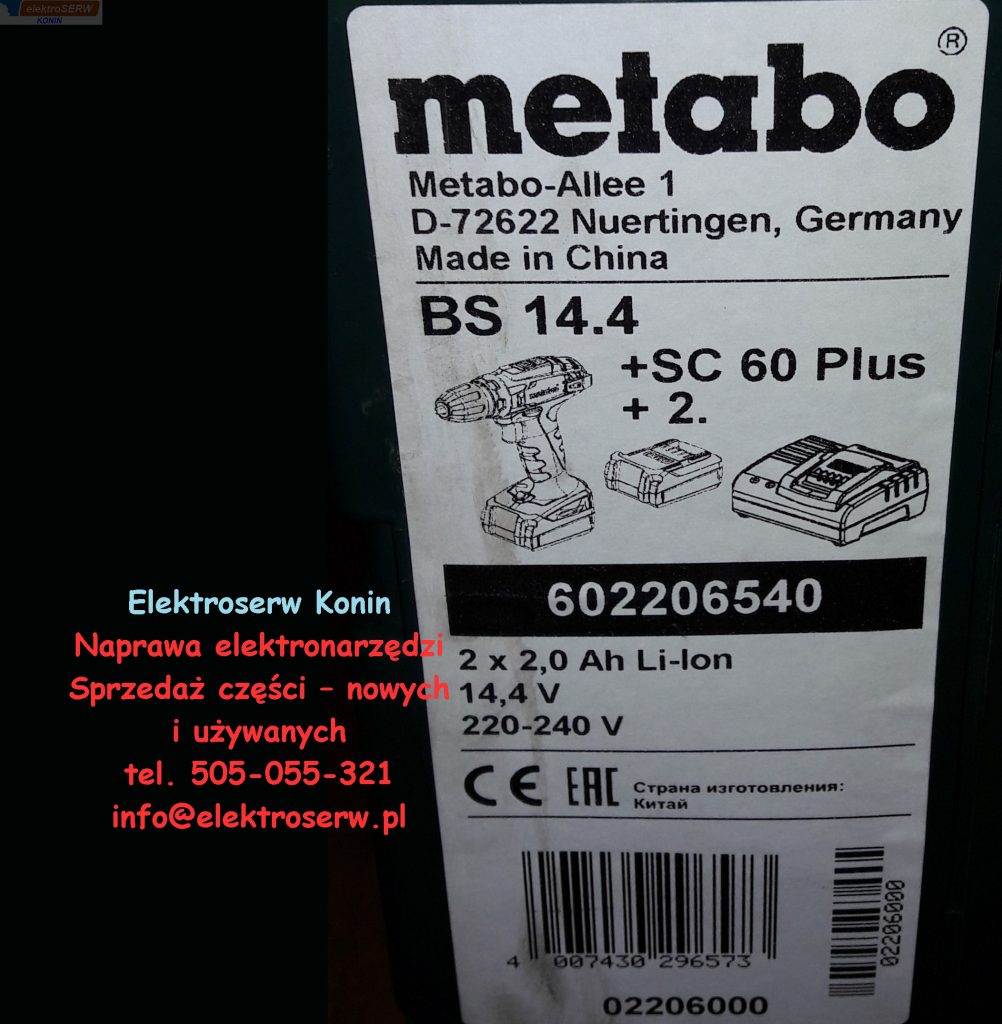 elektroSERW
KONIN
metabo®
Metabo-Allee 1
D-72622 Nuertingen, Germany
Made in China
BS 14.4
+SC 60 Plus
+ 2.
metabo
602206540
2 x 2,0 Ah Li-Ion
14,4 V
220-240 V
CE EAC Страна изготовления:
Китай
4 007430 296573
02206000
02206000
Elektroserw Konin
Naprawa elektronarzędzi
Sprzedaż części – nowych
i używanych
tel. 505-055-321
info@elektroserw.pl